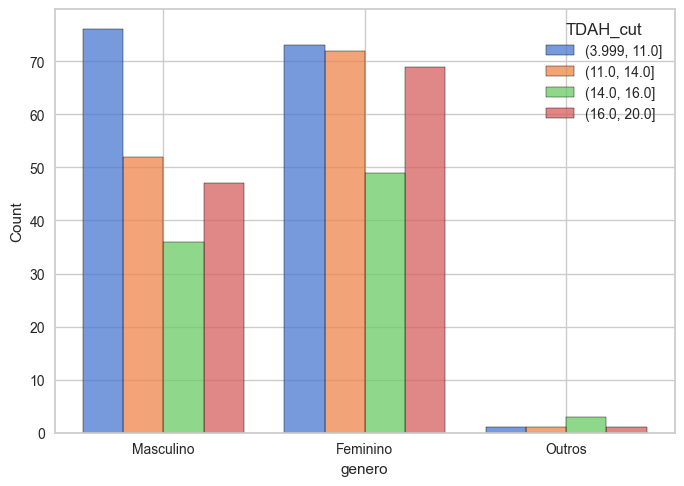 TDAH_cut
(3.999, 11.0]
(11.0, 14.0]
(14.0, 16.0]
(16.0, 20.0]
Count
70
60
50
40
30
20
10
0
Masculino
Feminino
Outros
genero